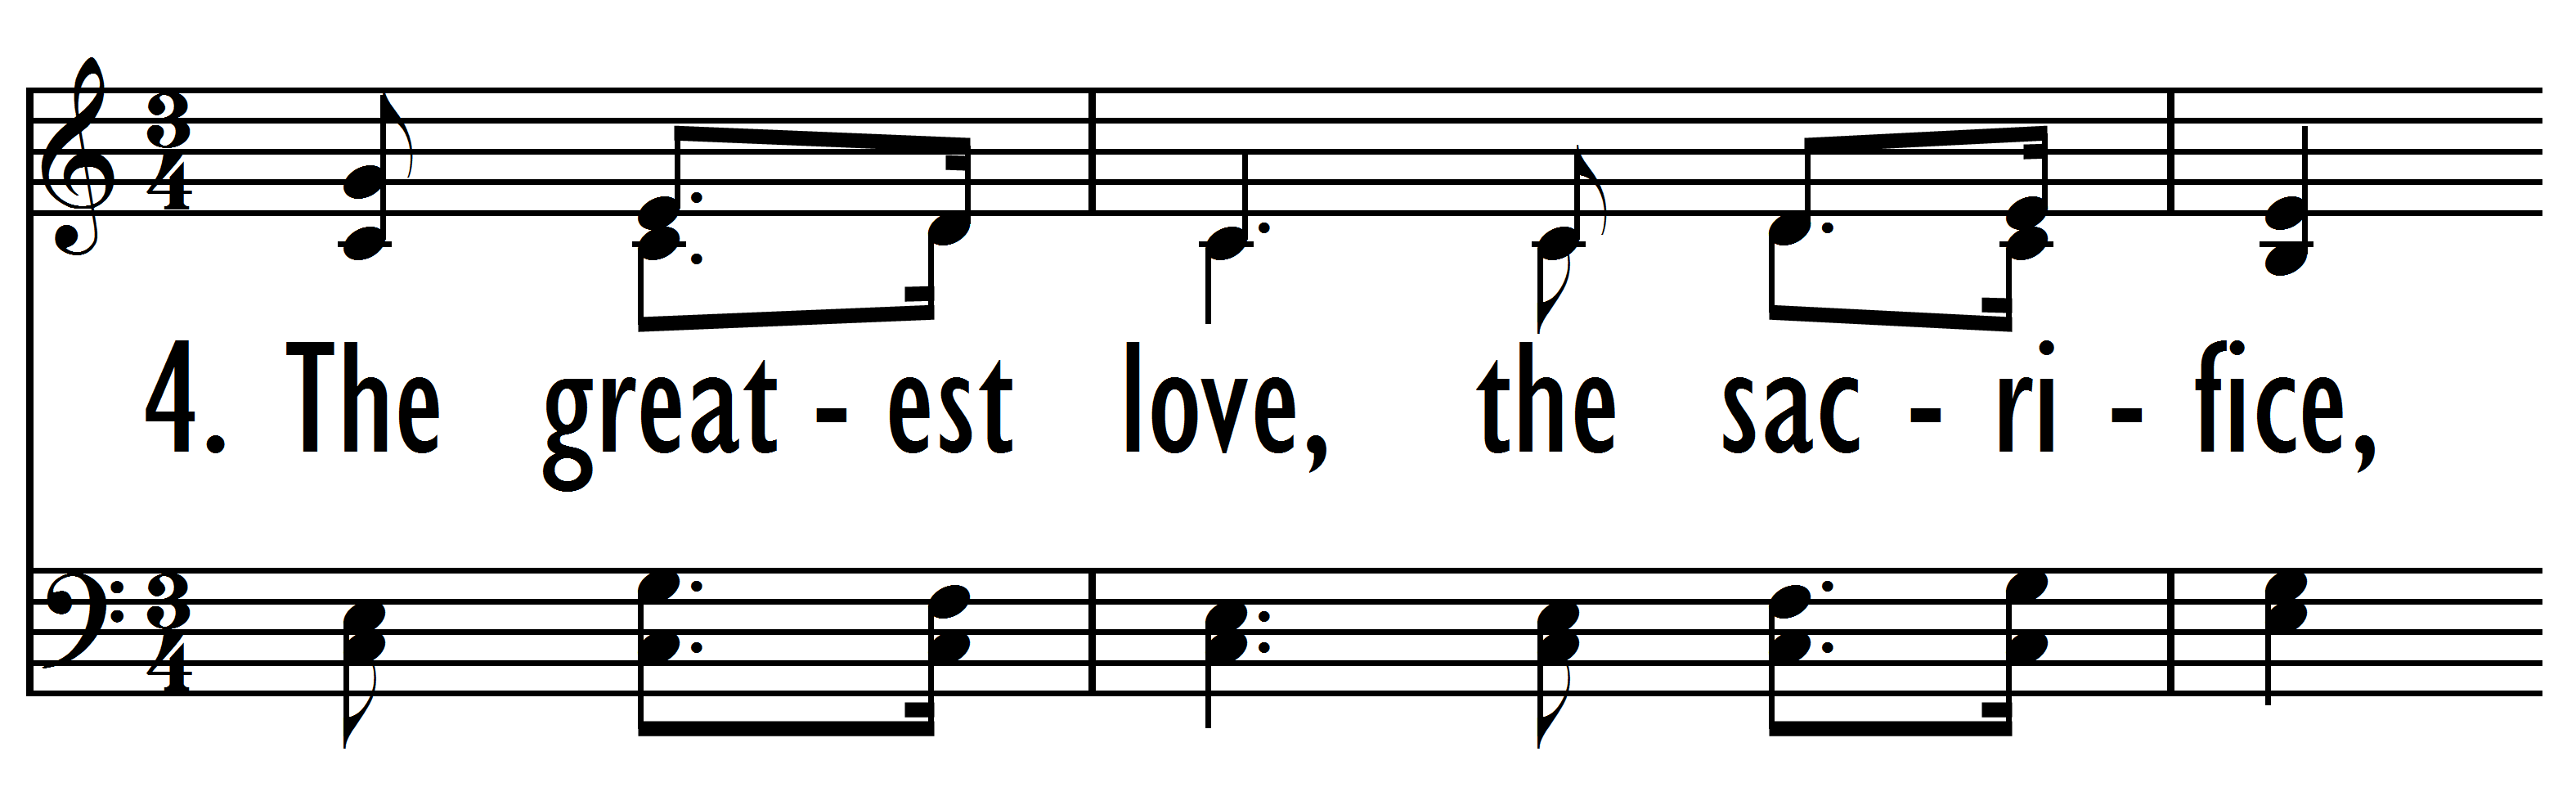 4. The great - est love, the sac - ri - fice,